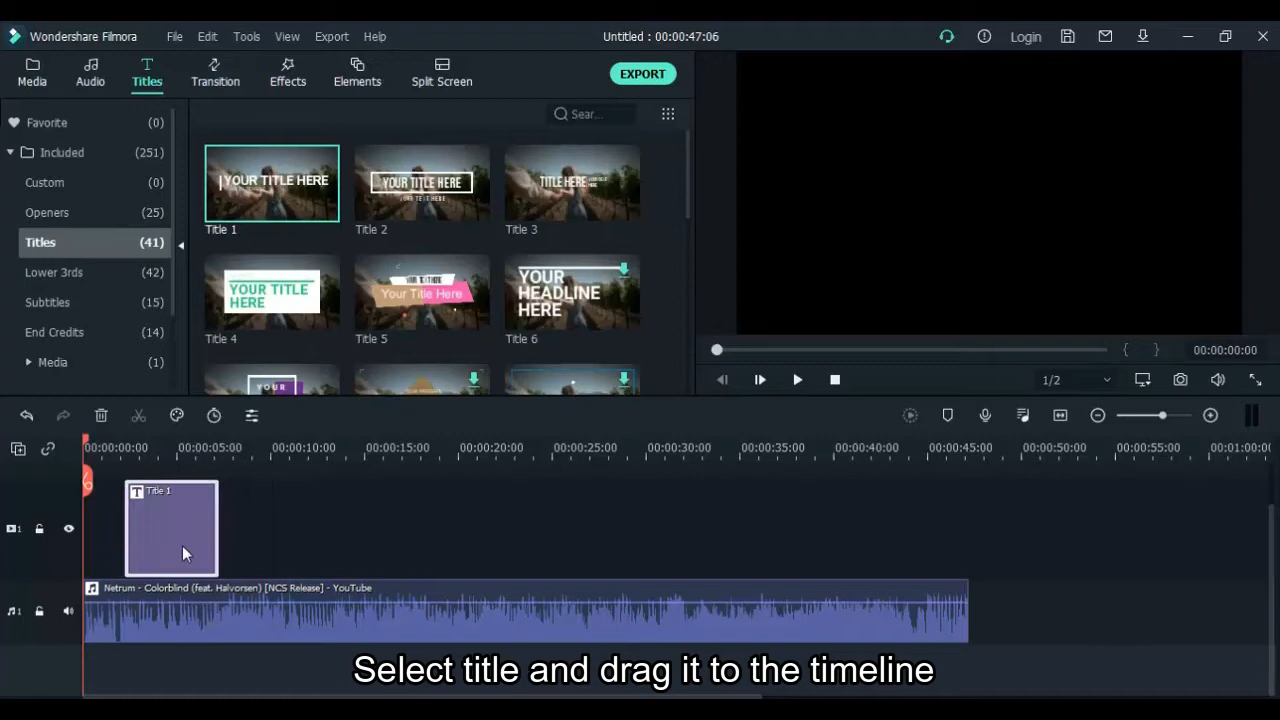 Wondershare Filmora File Edit Tools View Export Help Untitled : 00:00:47:06 Login
Media Audio Titles Transition Effects Elements Split Screen EXPORT
Favorite (0)
Included (251)
Custom (0)
Openers (25)
Titles (41)
Lower 3rds (42)
Subtitles (15)
End Credits (14)
Media (1)
Sear...
YOUR TITLE HERE
Title 1
YOUR TITLE HERE
Title 2
TITLE HERE
Title 3
YOUR TITLE
HERE
Title 4
Your Title Here
Title 5
YOUR
HEADLINE
HERE
Title 6
YOUR
00:00:00:00
1/2
00:00:00:00 00:00:05:00 00:00:10:00 00:00:15:00 00:00:20:00 00:00:25:00 00:00:30:00 00:00:35:00 00:00:40:00 00:00:45:00 00:00:50:00 00:00:55:00 00:01:00:00
Title 1
1
Netrum - Colorblind (feat. Halvorsen) [NCS Release] - YouTube
1
Select title and drag it to the timeline